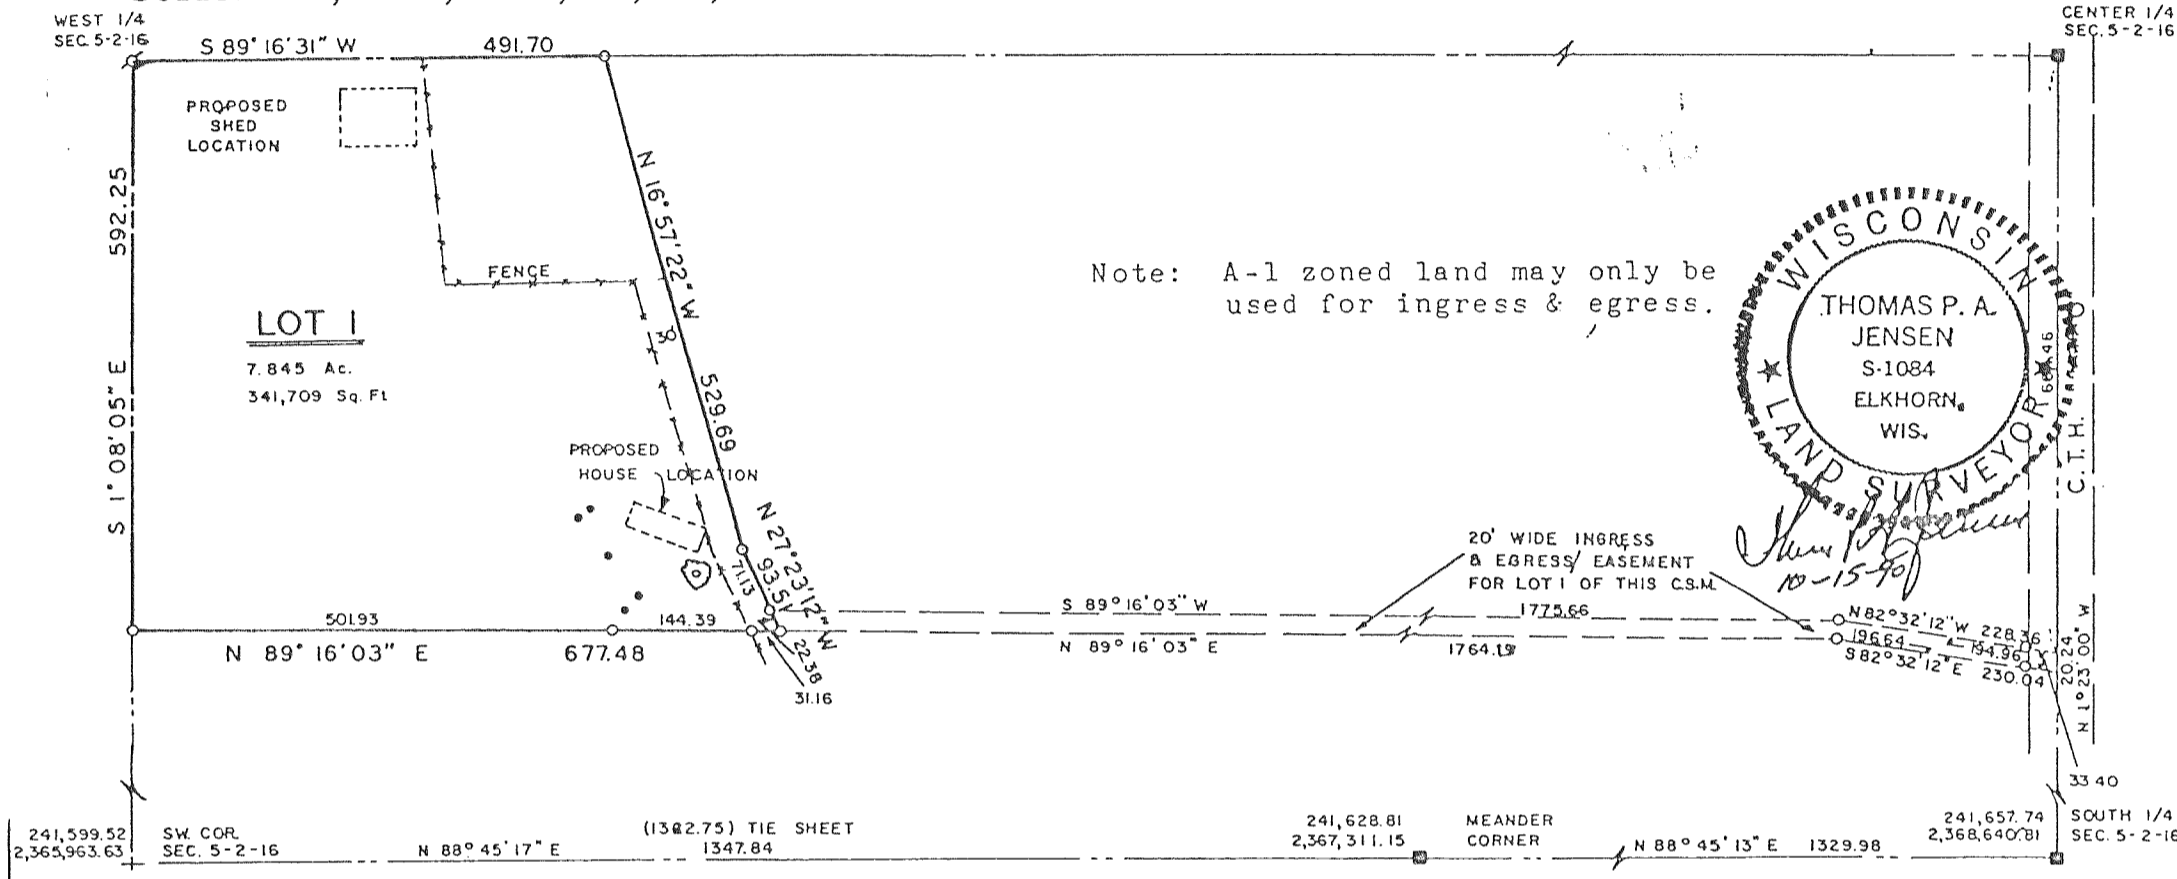 WEST 1/4
SEC. 5-2-16
S 89° 16' 31" W 491.70
CENTER 1/4
SEC. 5-2-16
PROPOSED
SHED
LOCATION
S 1° 08' 05" E 592.25
N 16° 57' 22" W 529.69
FENCE
30
LOT 1
7.845 Ac.
341,709 Sq. Ft
PROPOSED
HOUSE LOCATION
Note: A-1 zoned land may only be
used for ingress & egress.
WISCONSIN
LAND SURVEYOR
THOMAS P. A.
JENSEN
S-1084
ELKHORN,
WIS.
10-15-90
C.T.H.
N 27° 23' 12" W
93.51
71.13
22.38
31.16
501.93
144.39
N 89° 16' 03" E 677.48
20' WIDE INGRESS
& EGRESS EASEMENT
FOR LOT 1 OF THIS C.S.M.
S 89° 16' 03" W 1775.66
N 89° 16' 03" E 1764.19
N 82° 32' 12" W 228.36
196.64 194.96
S 82° 32' 12" E 230.04
20.24
N 1° 23' 00" W
33.40
241,599.52
2,365,963.63
SW. COR.
SEC. 5-2-16
N 88° 45' 17" E
TIE SHEET
1347.84
241,628.81
2,367,311.15
MEANDER
CORNER
N 88° 45' 13" E 1329.98
241,657.74
2,368,640.81
SOUTH 1/4
SEC. 5-2-16